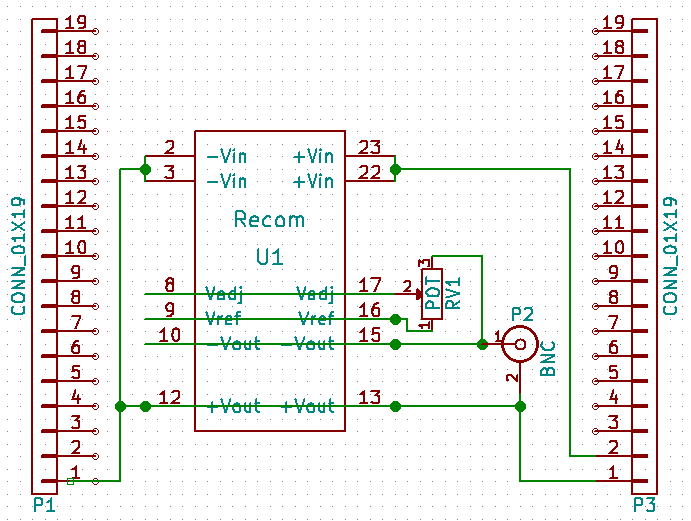 19
18
17
16
15
14
13
12
11
10
9
8
7
6
5
4
3
2
1
CONN_01X19
P1
2
3
8
9
10
12
-Vin
-Vin
Vadj
Vref
-Vout
+Vout
Recom
U1
+Vin
+Vin
Vadj
Vref
-Vout
+Vout
23
22
17
16
15
13
2
3
1
POT
RV1
P2
1
2
BNC
19
18
17
16
15
14
13
12
11
10
9
8
7
6
5
4
3
2
1
CONN_01X19
P3